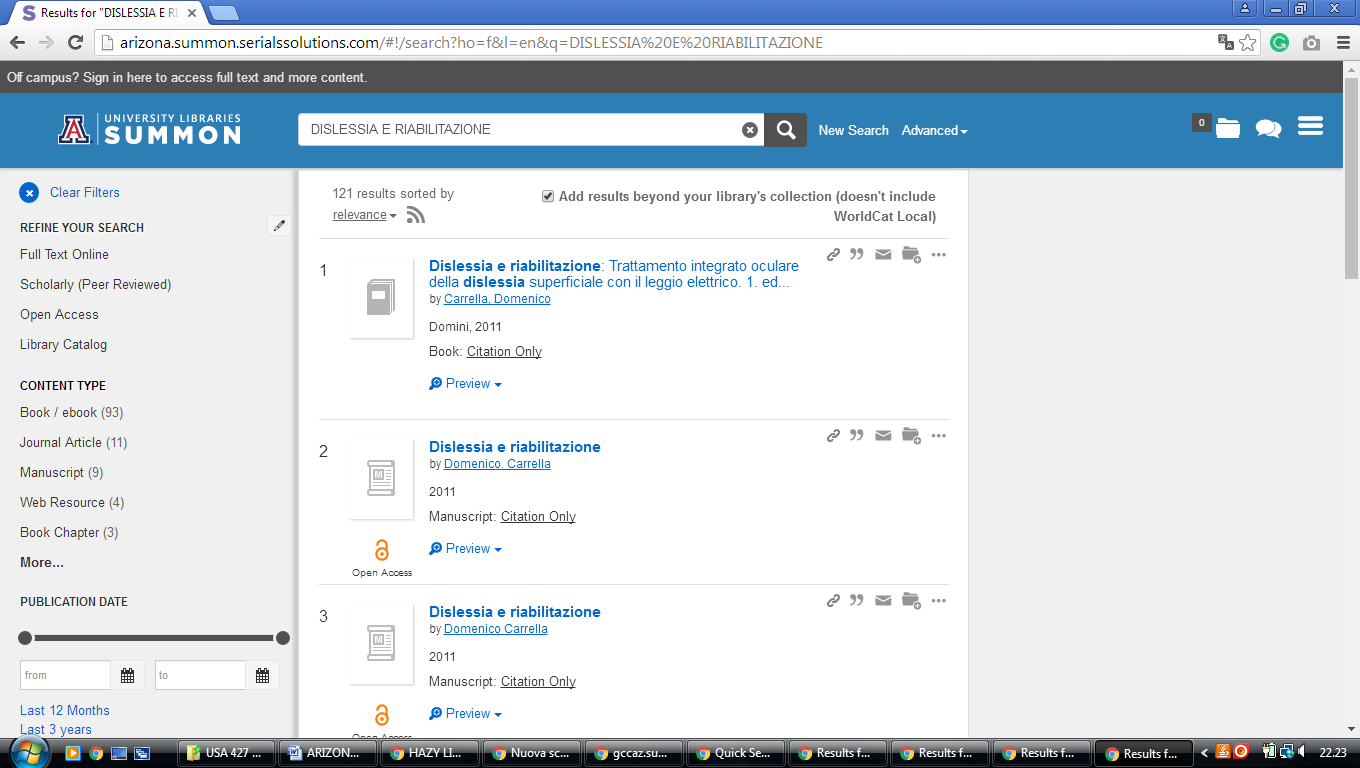 Results for "DISLESSIA E RI
arizona.summon.serialssolutions.com/#!/search?ho=f&l=en&q=DISLESSIA%20E%20RIABILITAZIONE
Off campus? Sign in here to access full text and more content.
UNIVERSITY LIBRARIES
SUMMON
DISLESSIA E RIABILITAZIONE
New Search
Advanced
0
Clear Filters
REFINE YOUR SEARCH
Full Text Online
Scholarly (Peer Reviewed)
Open Access
Library Catalog
CONTENT TYPE
Book / ebook (93)
Journal Article (11)
Manuscript (9)
Web Resource (4)
Book Chapter (3)
More...
PUBLICATION DATE
from
to
Last 12 Months
Last 3 years
121 results sorted by
relevance
Add results beyond your library's collection (doesn't include
WorldCat Local)
1
Dislessia e riabilitazione: Trattamento integrato oculare
della dislessia superficiale con il leggio elettrico. 1. ed...
by Carrella, Domenico
Domini, 2011
Book: Citation Only
Preview
2
Dislessia e riabilitazione
by Domenico. Carrella
2011
Manuscript: Citation Only
Preview
Open Access
3
Dislessia e riabilitazione
by Domenico Carrella
2011
Manuscript: Citation Only
Preview
Open Access
USA 427 ...
ARIZON...
HAZY LI...
Nuova sc...
gccaz.su...
Quick Se...
Results f...
Results f...
Results f...
Results f...
22.23